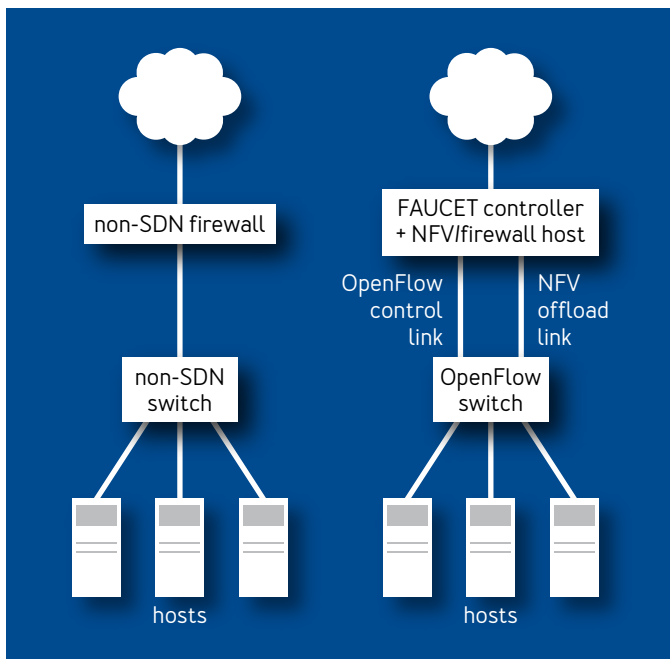 non-SDN firewall
non-SDN
switch
hosts
FAUCET controller
+ NFV/firewall host
OpenFlow
control
link
NFV
offload
link
OpenFlow
switch
hosts